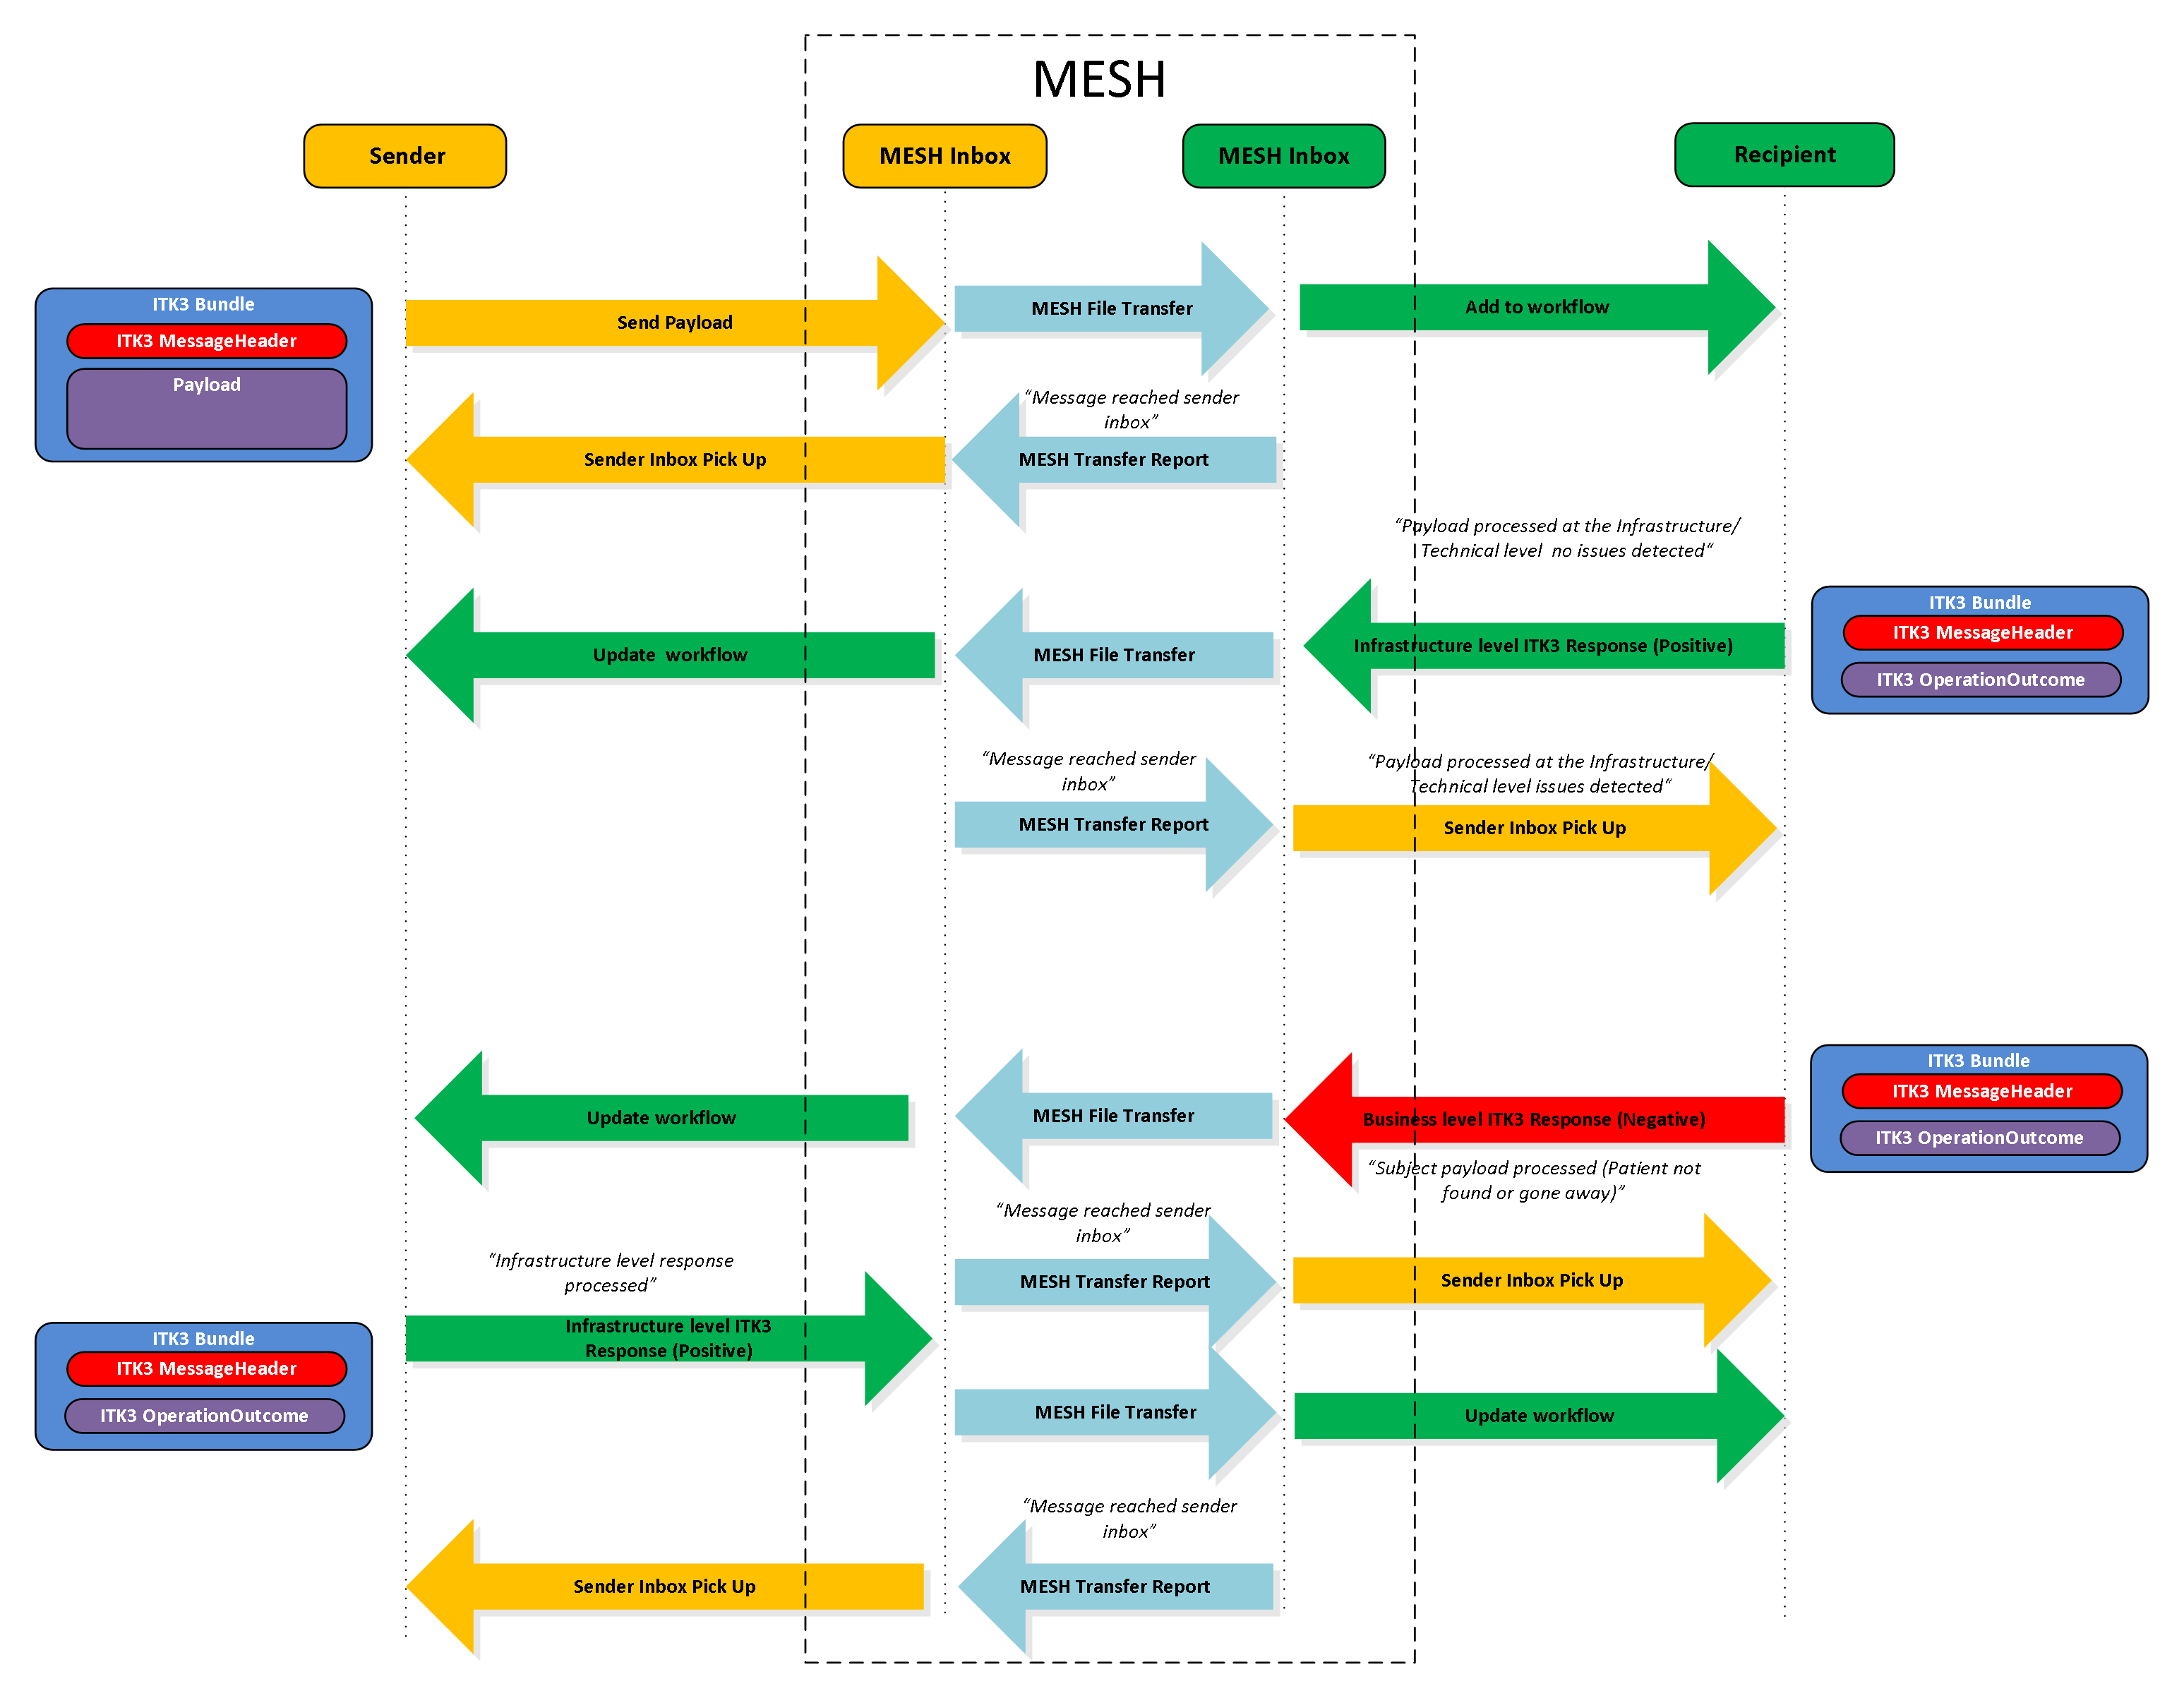 MESH
Sender
MESH Inbox
MESH Inbox
Recipient
ITK3 Bundle
ITK3 MessageHeader
Payload
Send Payload
MESH File Transfer
Add to workflow
“Message reached sender
inbox”
Sender Inbox Pick Up
MESH Transfer Report
“Payload processed at the Infrastructure/
Technical level  no issues detected“
Update  workflow
MESH File Transfer
Infrastructure level ITK3 Response (Positive)
ITK3 Bundle
ITK3 MessageHeader
ITK3 OperationOutcome
“Message reached sender
inbox”
“Payload processed at the Infrastructure/
Technical level issues detected“
MESH Transfer Report
Sender Inbox Pick Up
Update workflow
MESH File Transfer
Business level ITK3 Response (Negative)
ITK3 Bundle
ITK3 MessageHeader
ITK3 OperationOutcome
“Subject payload processed (Patient not
found or gone away)”
“Message reached sender
inbox”
MESH Transfer Report
Sender Inbox Pick Up
“Infrastructure level response
processed”
Infrastructure level ITK3
Response (Positive)
ITK3 Bundle
ITK3 MessageHeader
ITK3 OperationOutcome
MESH File Transfer
Update workflow
“Message reached sender
inbox”
Sender Inbox Pick Up
MESH Transfer Report